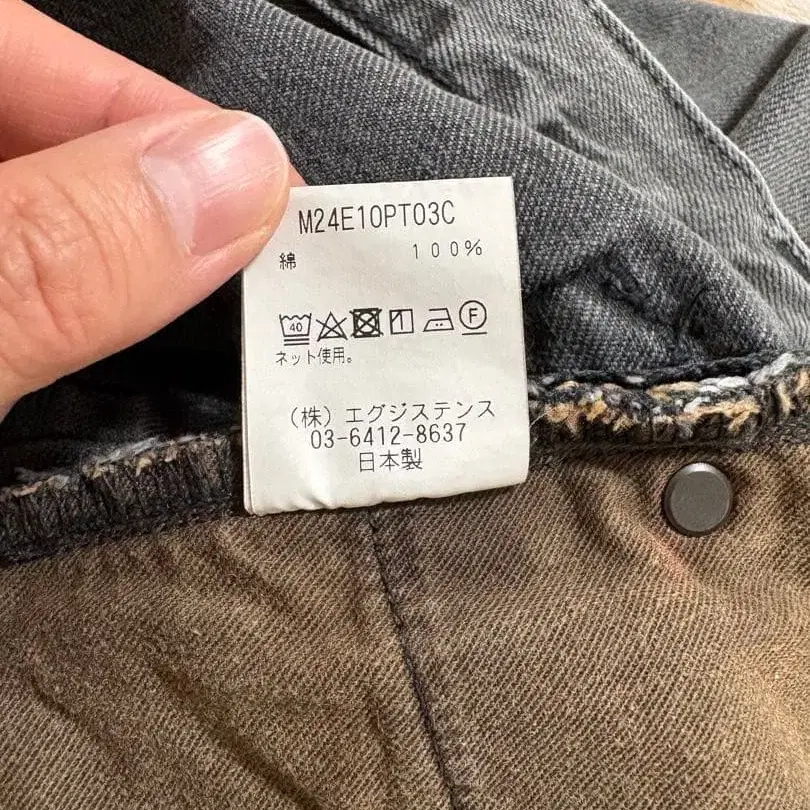 M24E10PT03C
綿 100%
40 F
ネット使用。
（株）エグジステンス
03-6412-8637
日本製